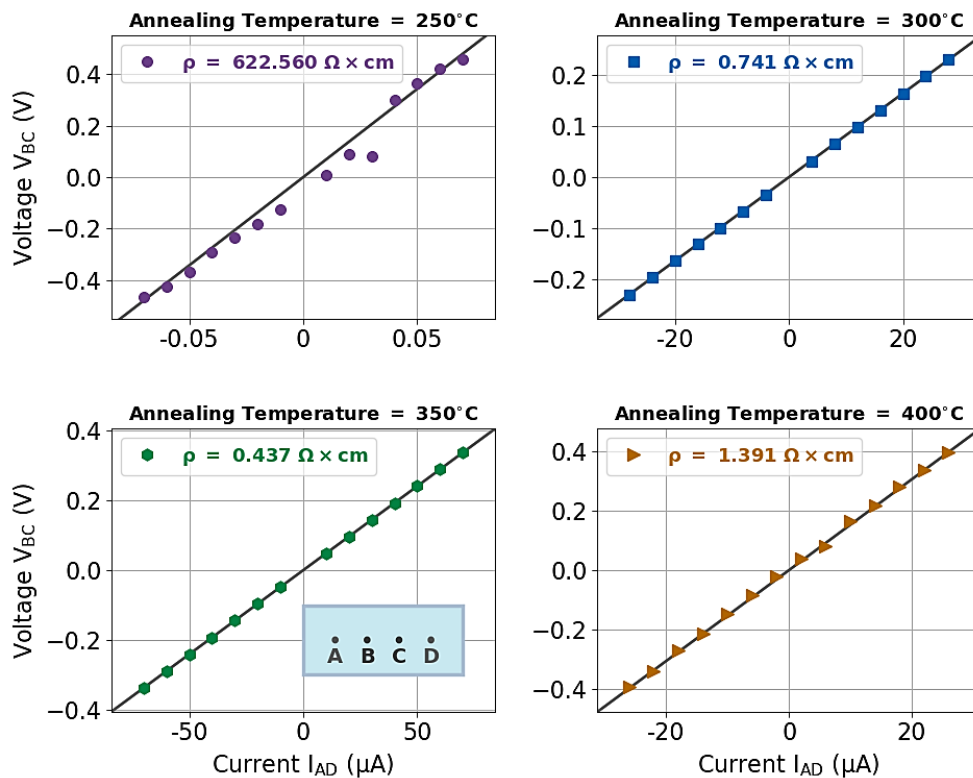 Annealing Temperature = 250°C
ρ = 622.560 Ω × cm
Voltage V_BC (V)
0.4
0.2
0.0
−0.2
−0.4
-0.05 0 0.05
Annealing Temperature = 300°C
ρ = 0.741 Ω × cm
0.2
0.1
0.0
−0.1
−0.2
-20 0 20
Annealing Temperature = 350°C
ρ = 0.437 Ω × cm
Voltage V_BC (V)
0.4
0.2
0.0
−0.2
−0.4
A B C D
-50 0 50
Current I_AD (μA)
Annealing Temperature = 400°C
ρ = 1.391 Ω × cm
0.4
0.2
0.0
−0.2
−0.4
-20 0 20
Current I_AD (μA)